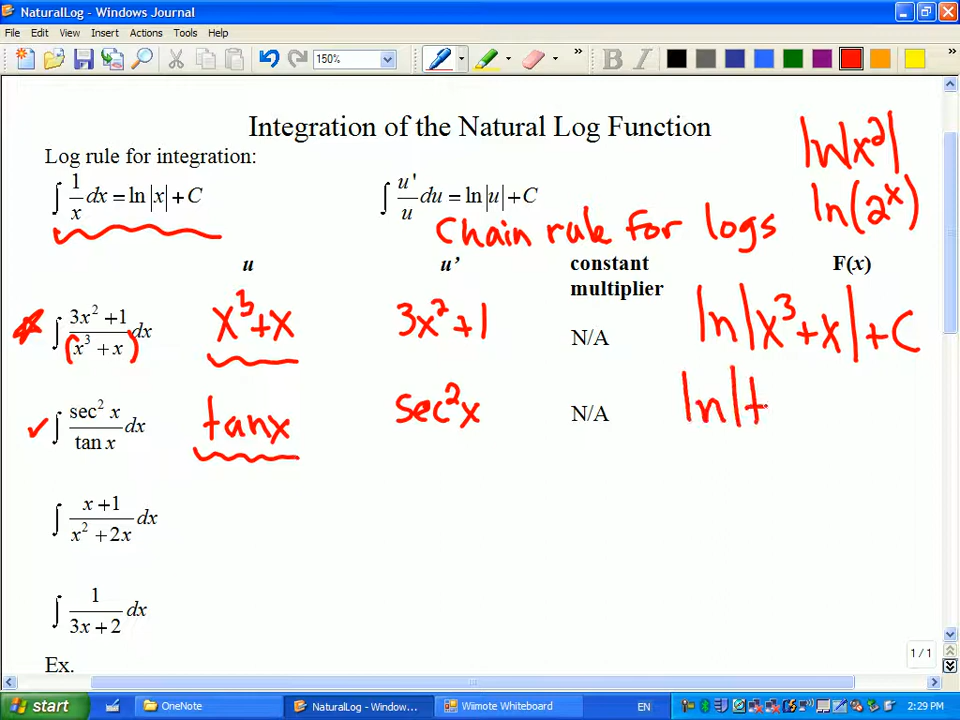 NaturalLog - Windows Journal
File Edit View Insert Actions Tools Help
150%
Integration of the Natural Log Function
Log rule for integration:
∫ 1/x dx = ln |x| + C
∫ u'/u du = ln |u| + C
ln|x²|
ln(2ˣ)
Chain rule for logs
u u’ constant multiplier F(x)
∫ 3x² + 1 / (x³ + x) dx x³+x 3x²+1 N/A ln|x³+x|+C
∫ sec² x / tan x dx tanx sec²x N/A ln|t
∫ x + 1 / x² + 2x dx
∫ 1 / 3x + 2 dx
Ex.
1 / 1
start OneNote NaturalLog - Window... Wiimote Whiteboard EN 2:29 PM